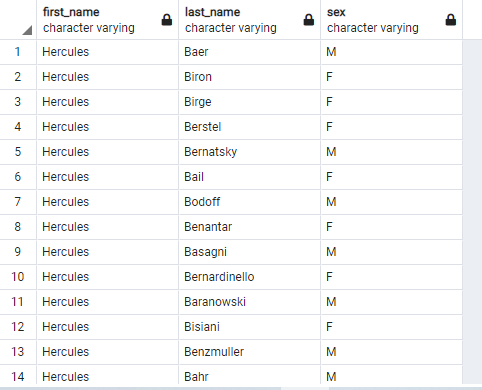 first_name last_name sex
character varying character varying character varying
1 Hercules Baer M
2 Hercules Biron F
3 Hercules Birge F
4 Hercules Berstel F
5 Hercules Bernatsky M
6 Hercules Bail F
7 Hercules Bodoff M
8 Hercules Benantar F
9 Hercules Basagni M
10 Hercules Bernardinello F
11 Hercules Baranowski M
12 Hercules Bisiani F
13 Hercules Benzmuller M
14 Hercules Bahr M